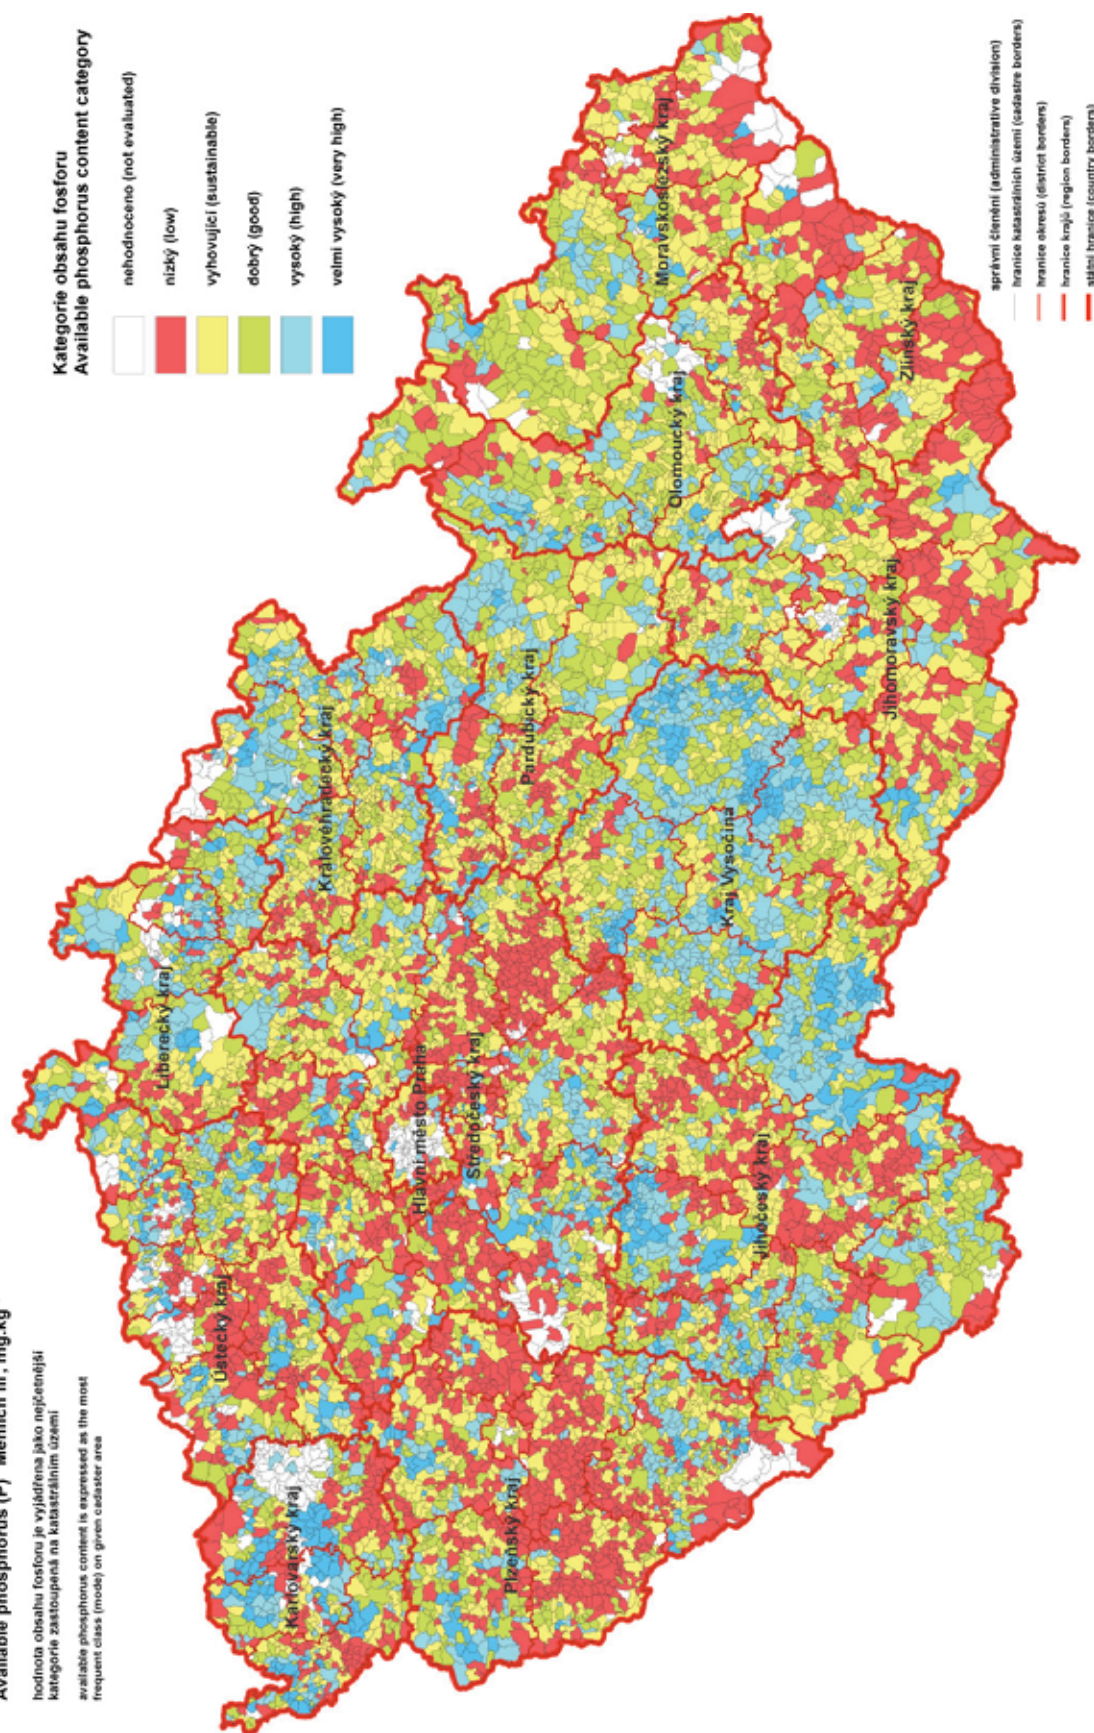 Available phosphorus (P) - Mehlich III, mg.kg
hodnota obsahu fosforu je vyjádřena jako nejčetnější
kategorie zastoupená na katastrálním území
available phosphorus content is expressed as the most
frequent class (mode) on given cadaster area
Kategorie obsahu fosforu
Available phosphorus content category
nehodnoceno (not evaluated)
nízký (low)
vyhovující (sustainable)
dobrý (good)
vysoký (high)
velmi vysoký (very high)
Karlovarský kraj
Ústecký kraj
Liberecký kraj
Královéhradecký kraj
Plzeňský kraj
Hlavní město Praha
Středočeský kraj
Pardubický kraj
Olomoucký kraj
Moravskoslezský kraj
Jihočeský kraj
Kraj Vysočina
Jihomoravský kraj
Zlínský kraj
správní členění (administrative division)
hranice katastrálních území (cadastre borders)
hranice okresů (district borders)
hranice krajů (region borders)
státní hranice (country borders)